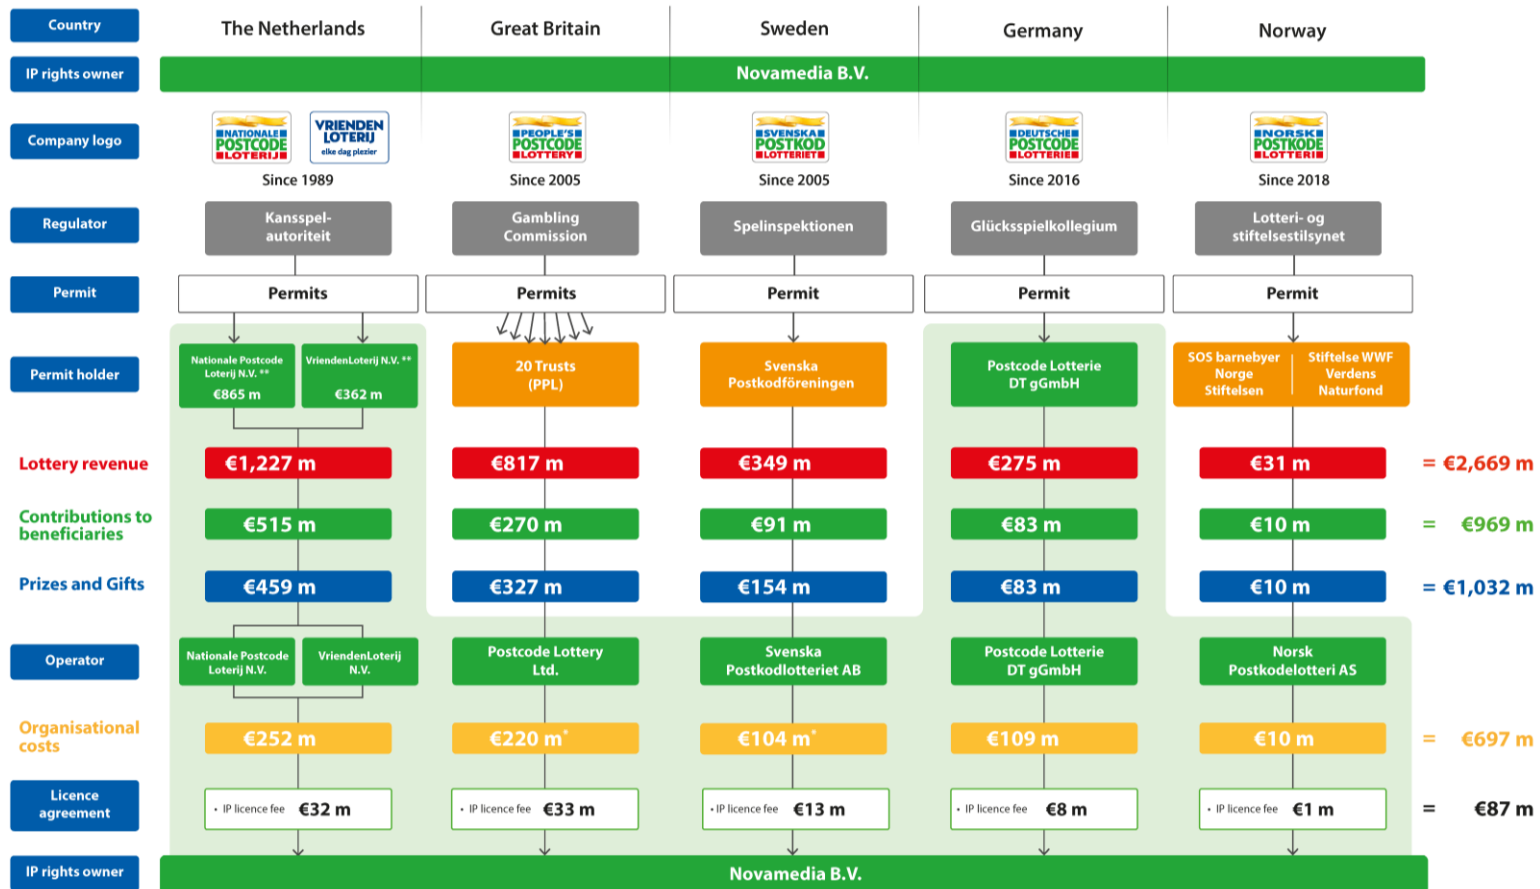 Country
The Netherlands
Great Britain
Sweden
Germany
Norway
IP rights owner
Novamedia B.V.
Company logo
NATIONALE
POSTCODE
LOTERIJ
VRIENDEN
LOTERIJ
elke dag plezier
PEOPLE'S
POSTCODE
LOTTERY
SVENSKA
POSTKOD
LOTTERIET
DEUTSCHE
POSTCODE
LOTTERIE
NORSK
POSTKODE
LOTTERI
Since 1989
Since 2005
Since 2005
Since 2016
Since 2018
Regulator
Kansspel-
autoriteit
Gambling
Commission
Spelinspektionen
Glücksspielkollegium
Lotteri- og
stiftelsestilsynet
Permit
Permits
Permits
Permit
Permit
Permit
Permit holder
Nationale Postcode
Loterij N.V. **
€865 m
VriendenLoterij N.V. **
€362 m
20 Trusts
(PPL)
Svenska
Postkodföreningen
Postcode Lotterie
DT gGmbH
SOS barnebyer
Norge
Stiftelsen
Stiftelse WWF
Verdens
Naturfond
Lottery revenue
€1,227 m
€817 m
€349 m
€275 m
€31 m
= €2,669 m
Contributions to
beneficiaries
€515 m
€270 m
€91 m
€83 m
€10 m
= €969 m
Prizes and Gifts
€459 m
€327 m
€154 m
€83 m
€10 m
= €1,032 m
Operator
Nationale Postcode
Loterij N.V.
VriendenLoterij
N.V.
Postcode Lottery
Ltd.
Svenska
Postkodlotteriet AB
Postcode Lotterie
DT gGmbH
Norsk
Postkodelotteri AS
Organisational
costs
€252 m
€220 m*
€104 m*
€109 m
€10 m
= €697 m
Licence
agreement
• IP licence fee €32 m
• IP licence fee €33 m
• IP licence fee €13 m
• IP licence fee €8 m
• IP licence fee €1 m
= €87 m
IP rights owner
Novamedia B.V.